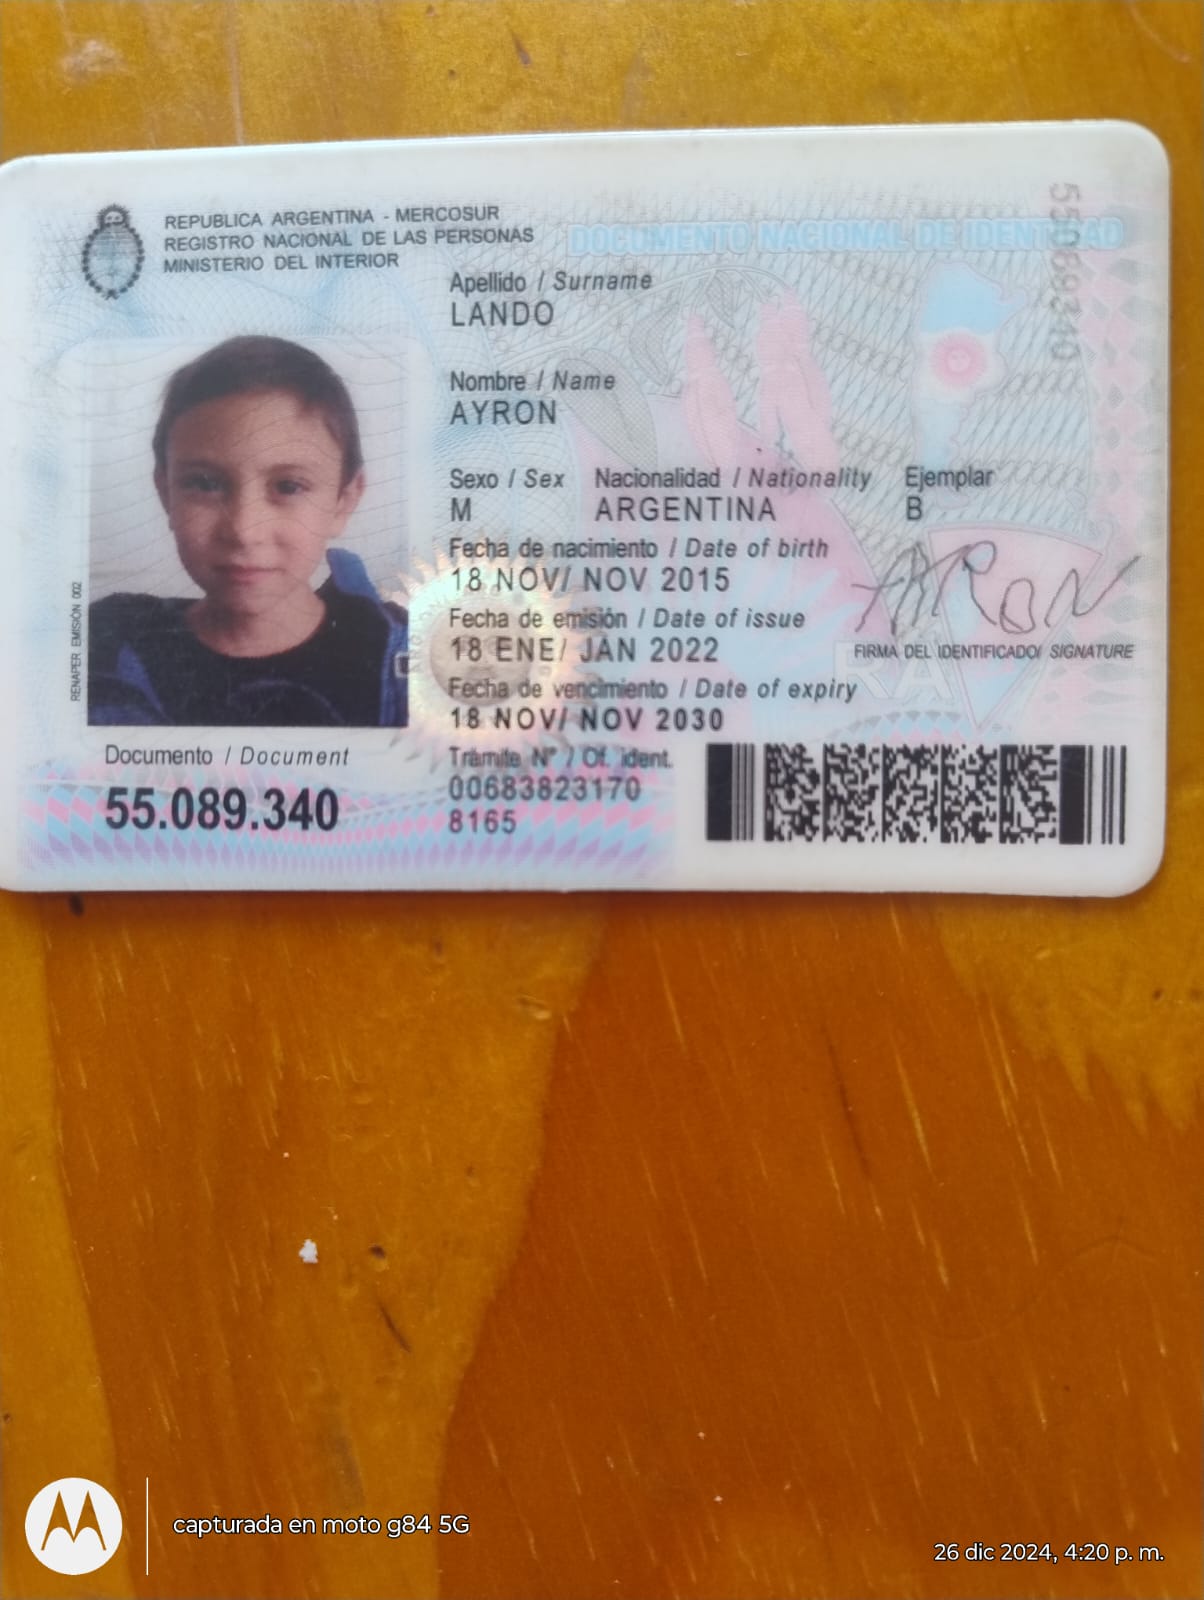 REPUBLICA ARGENTINA - MERCOSUR
REGISTRO NACIONAL DE LAS PERSONAS
MINISTERIO DEL INTERIOR
DOCUMENTO NACIONAL DE IDENTIDAD
55089340
Apellido / Surname
LANDO
Nombre / Name
AYRON
Sexo / Sex Nacionalidad / Nationality Ejemplar
M ARGENTINA B
Fecha de nacimiento / Date of birth
18 NOV/ NOV 2015
Fecha de emisión / Date of issue
18 ENE/ JAN 2022
FIRMA DEL IDENTIFICADO/ SIGNATURE
Fecha de vencimiento / Date of expiry
18 NOV/ NOV 2030
RENAPER EMISIÓN 002
Documento / Document
55.089.340
Trámite N° / Of. ident.
00683823170
8165
RA
capturada en moto g84 5G
26 dic 2024, 4:20 p. m.